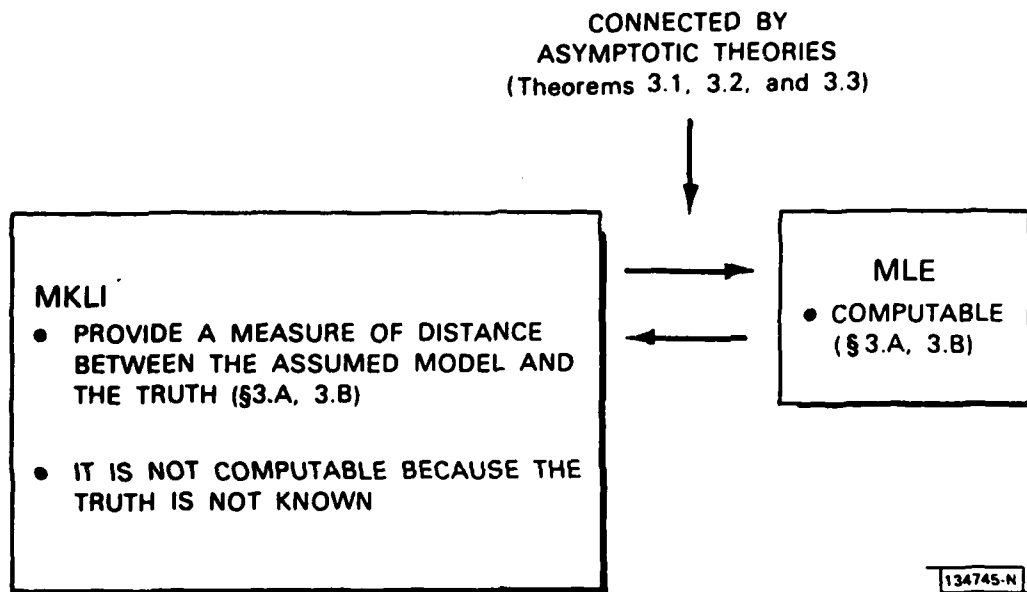 CONNECTED BY
ASYMPTOTIC THEORIES
(Theorems 3.1, 3.2, and 3.3)
MKLI
● PROVIDE A MEASURE OF DISTANCE
BETWEEN THE ASSUMED MODEL AND
THE TRUTH (§3.A, 3.B)
● IT IS NOT COMPUTABLE BECAUSE THE
TRUTH IS NOT KNOWN
MLE
● COMPUTABLE
(§ 3.A, 3.B)
134745-N